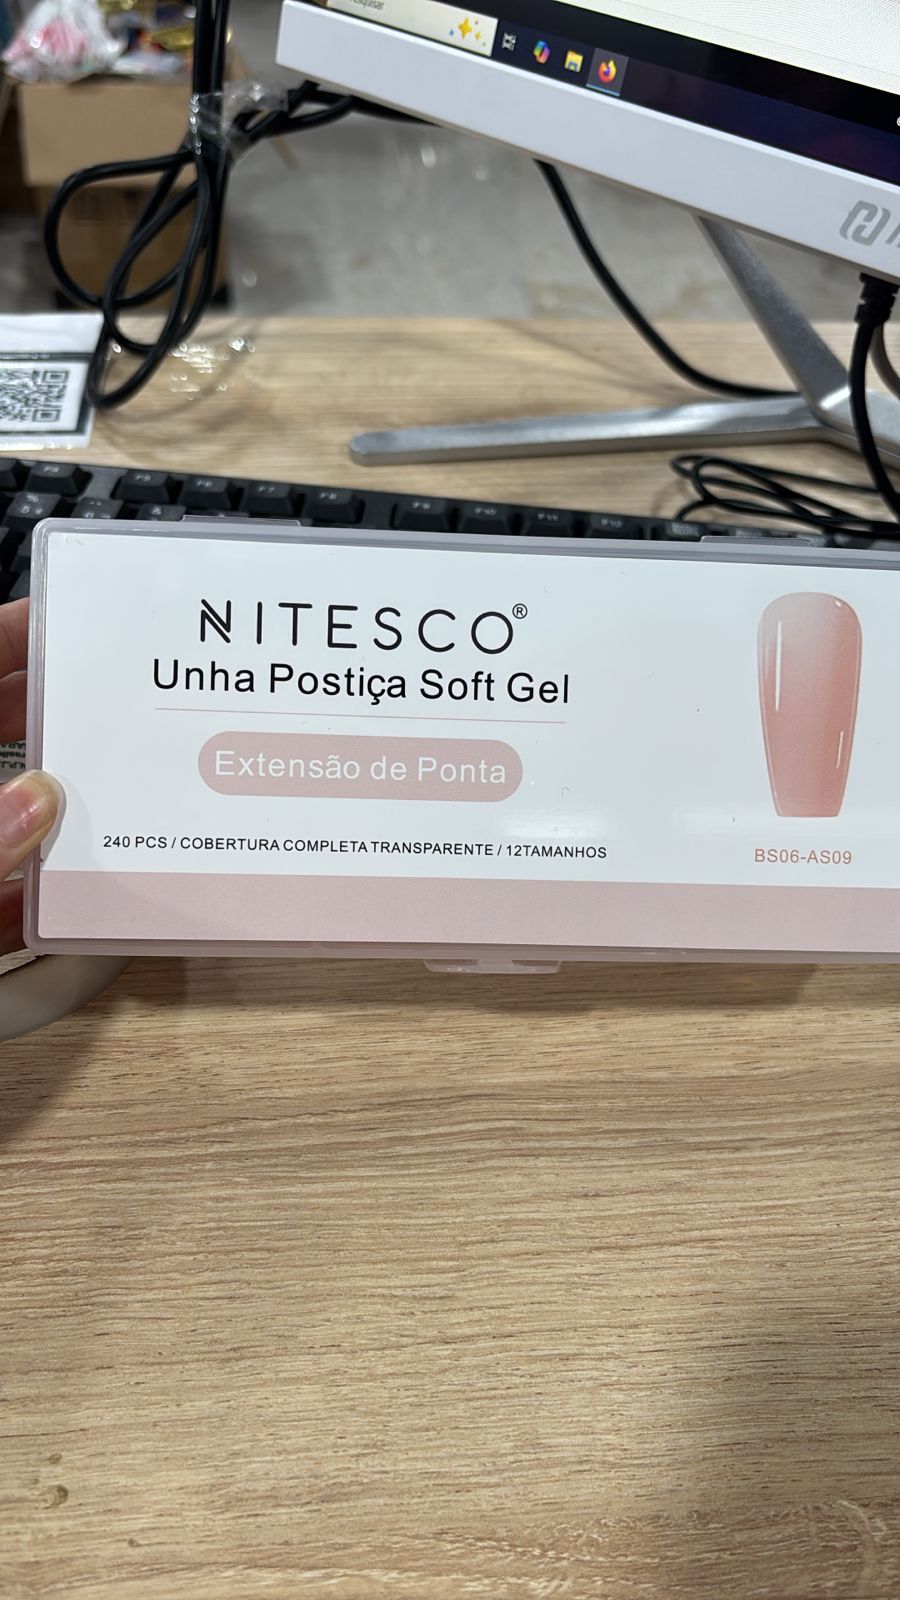 NITESCO®
Unha Postiça Soft Gel
Extensão de Ponta
240 PCS / COBERTURA COMPLETA TRANSPARENTE / 12TAMANHOS
BS06-AS09